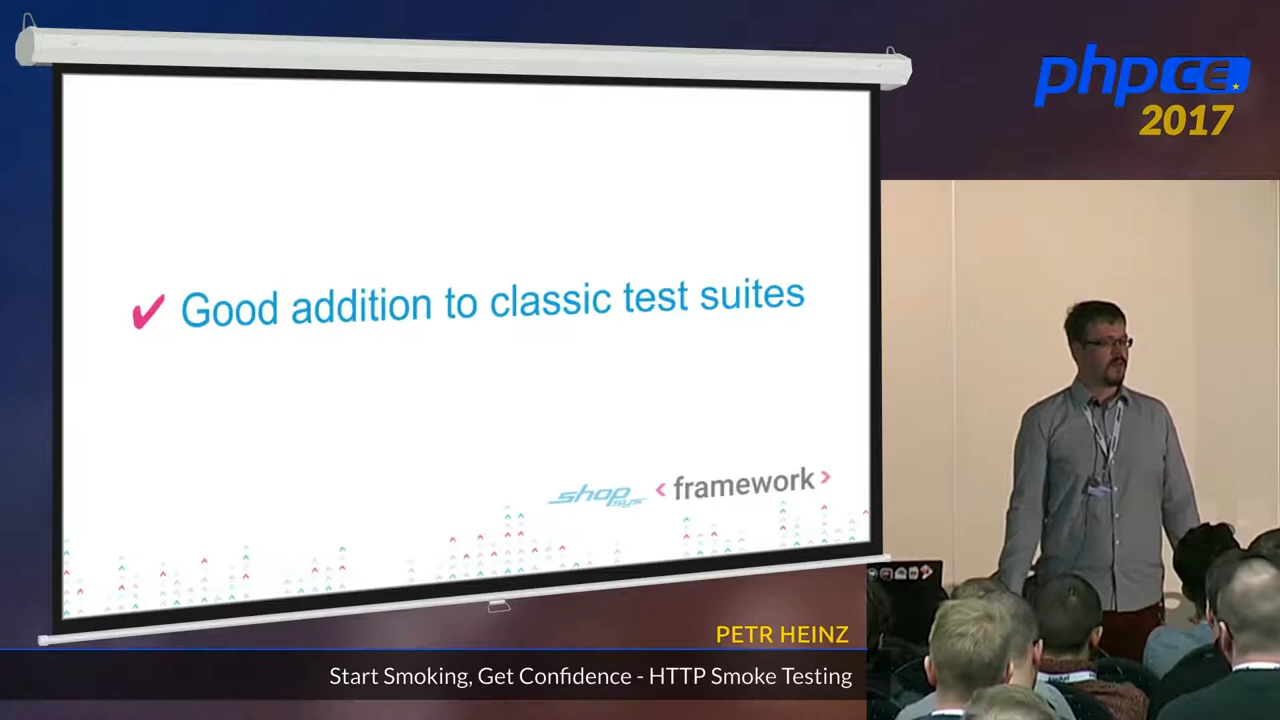 phpCE
2017
✔ Good addition to classic test suites
shopsys <framework>
PETR HEINZ
Start Smoking, Get Confidence - HTTP Smoke Testing